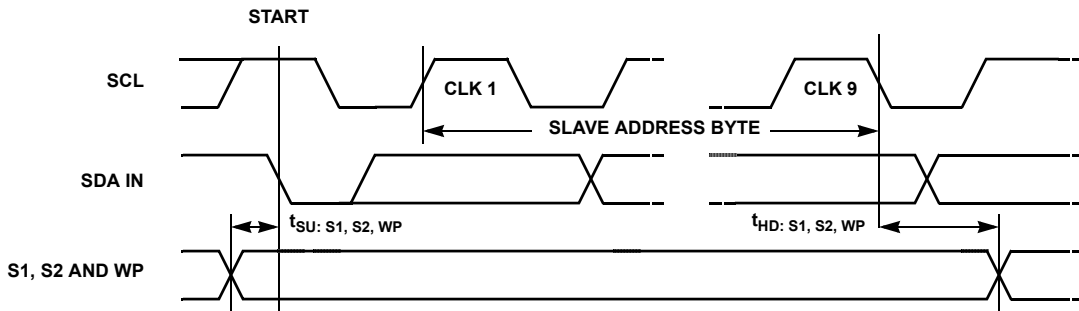 START
SCL
CLK 1
CLK 9
SLAVE ADDRESS BYTE
SDA IN
tSU: S1, S2, WP
tHD: S1, S2, WP
S1, S2 AND WP